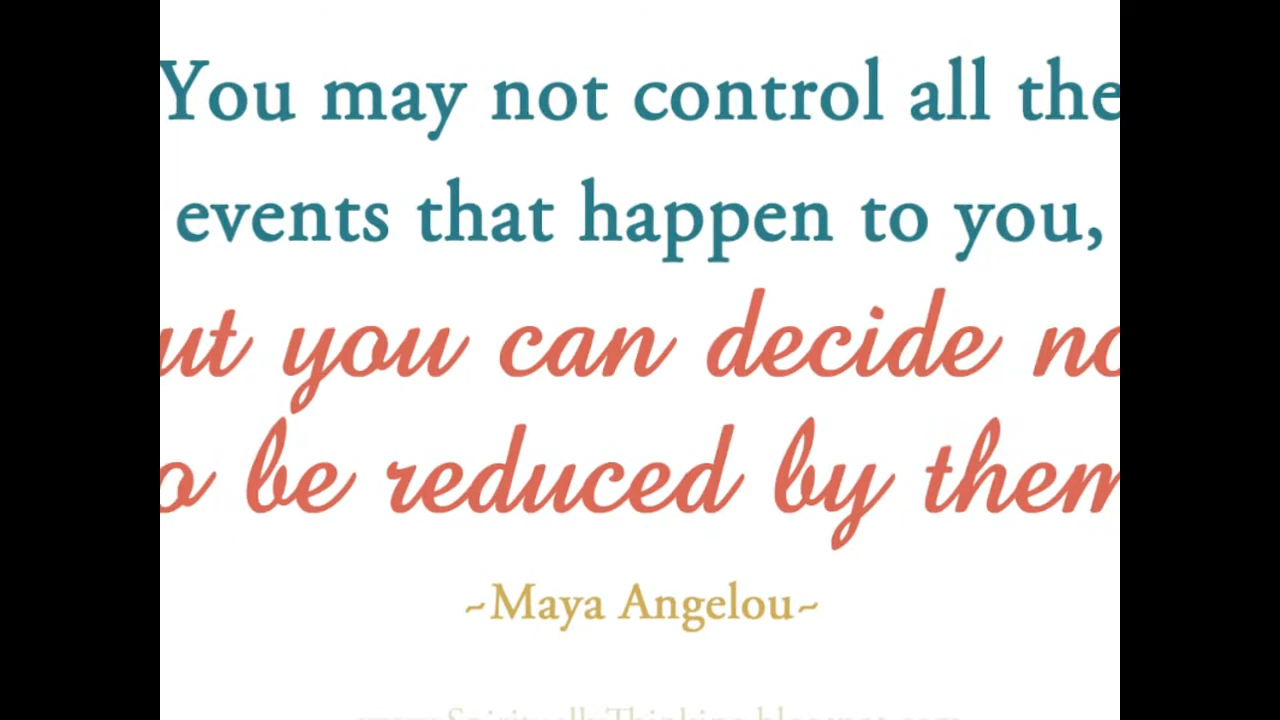 You may not control all the
events that happen to you,
ut you can decide no
o be reduced by them
~Maya Angelou~